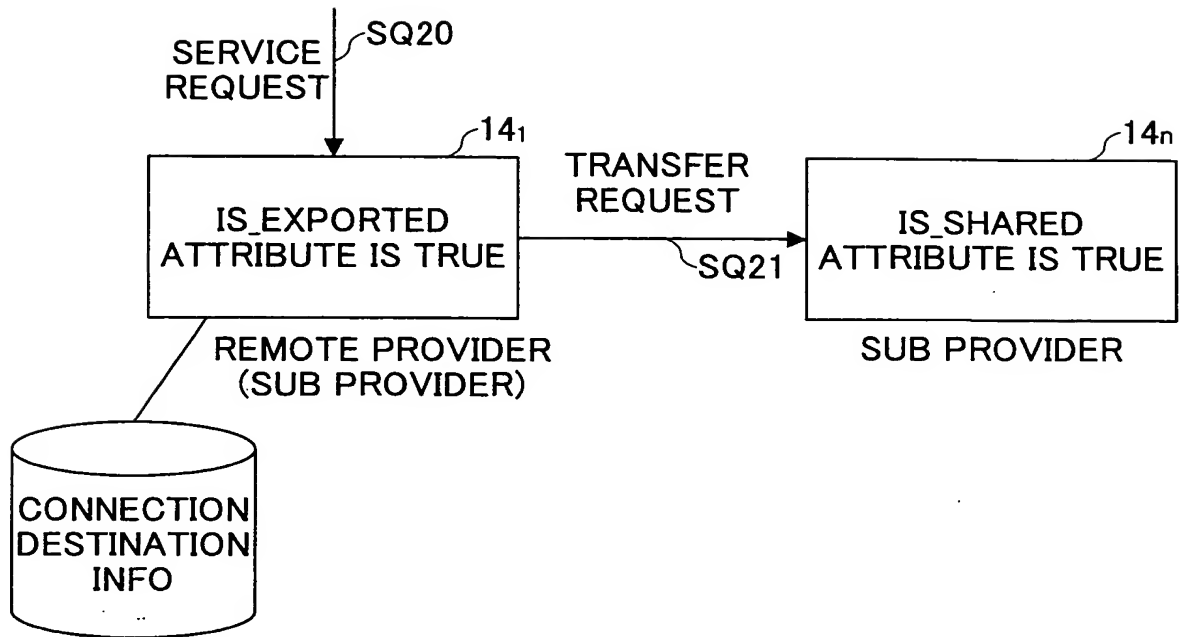 SERVICE
REQUEST
SQ20
14₁
IS_EXPORTED
ATTRIBUTE IS TRUE
TRANSFER
REQUEST
SQ21
14ₙ
IS_SHARED
ATTRIBUTE IS TRUE
REMOTE PROVIDER
(SUB PROVIDER)
SUB PROVIDER
CONNECTION
DESTINATION
INFO